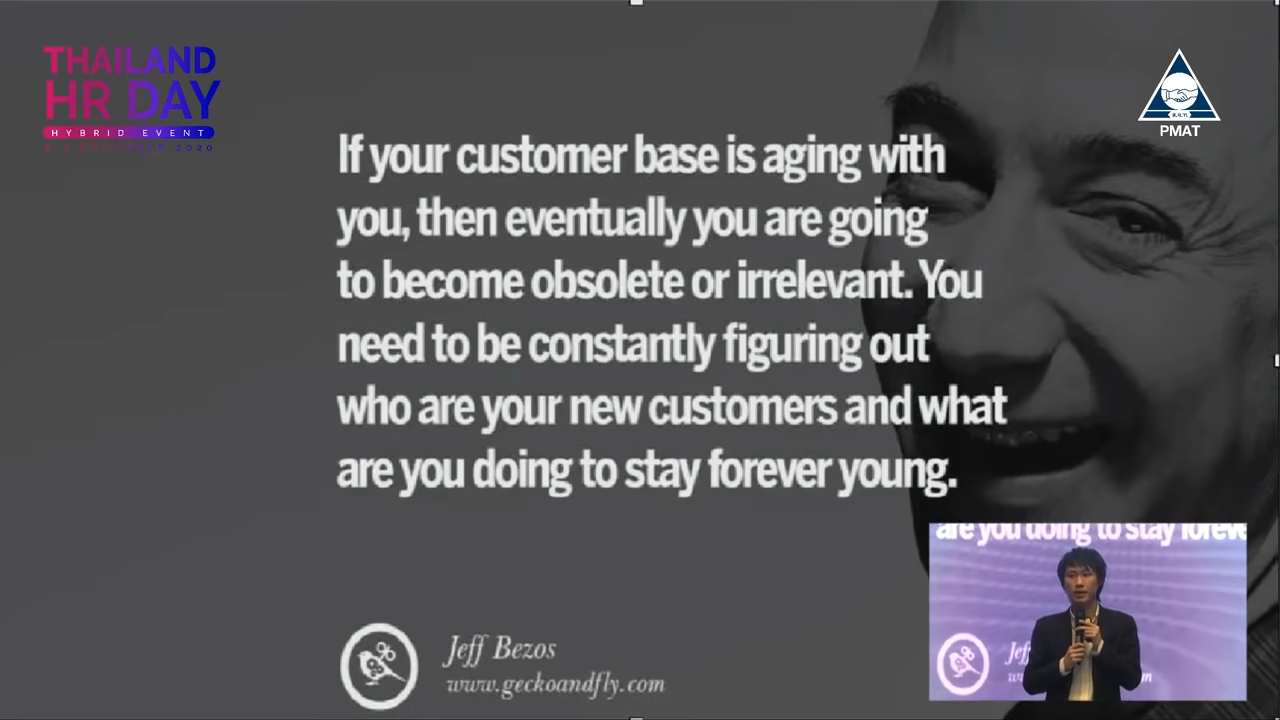 THAILAND
HR DAY
HYBRID EVENT
PMAT
If your customer base is aging with
you, then eventually you are going
to become obsolete or irrelevant. You
need to be constantly figuring out
who are your new customers and what
are you doing to stay forever young.
Jeff Bezos
www.geckoandfly.com
are you doing to stay foreve
Jef